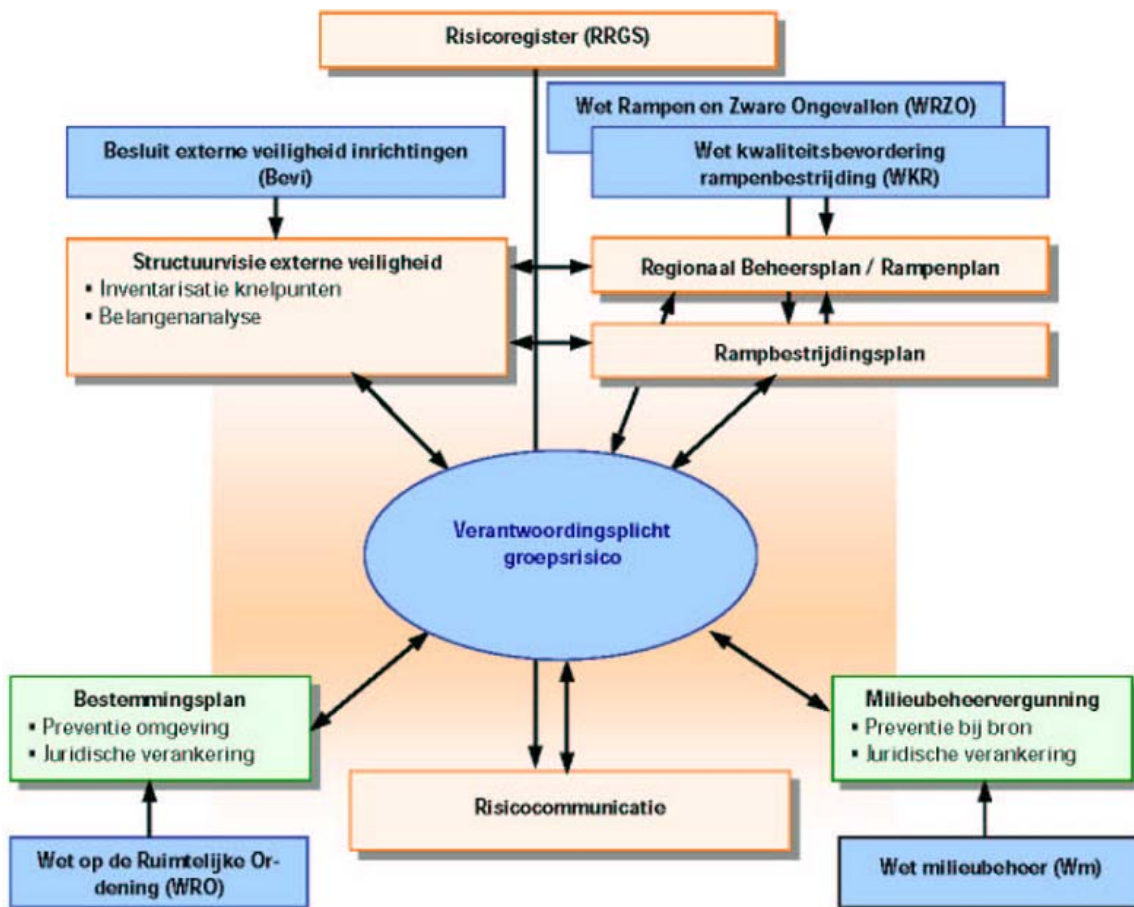 Risicoregister (RRGS)
Wet Rampen en Zware Ongevallen (WRZO)
Besluit externe veiligheid inrichtingen
(Bevi)
Wet kwaliteitsbevordering
rampenbestrijding (WKR)
Structuurvisie externe veiligheid
▪ Inventarisatie knelpunten
▪ Belangenanalyse
Regionaal Beheersplan / Rampenplan
Rampbestrijdingsplan
Verantwoordingsplicht
groepsrisico
Bestemmingsplan
▪ Preventie omgeving
▪ Juridische verankering
Milieubeheervergunning
▪ Preventie bij bron
▪ Juridische verankering
Risicocommunicatie
Wet op de Ruimtelijke Or-
dening (WRO)
Wet milieubeheer (Wm)